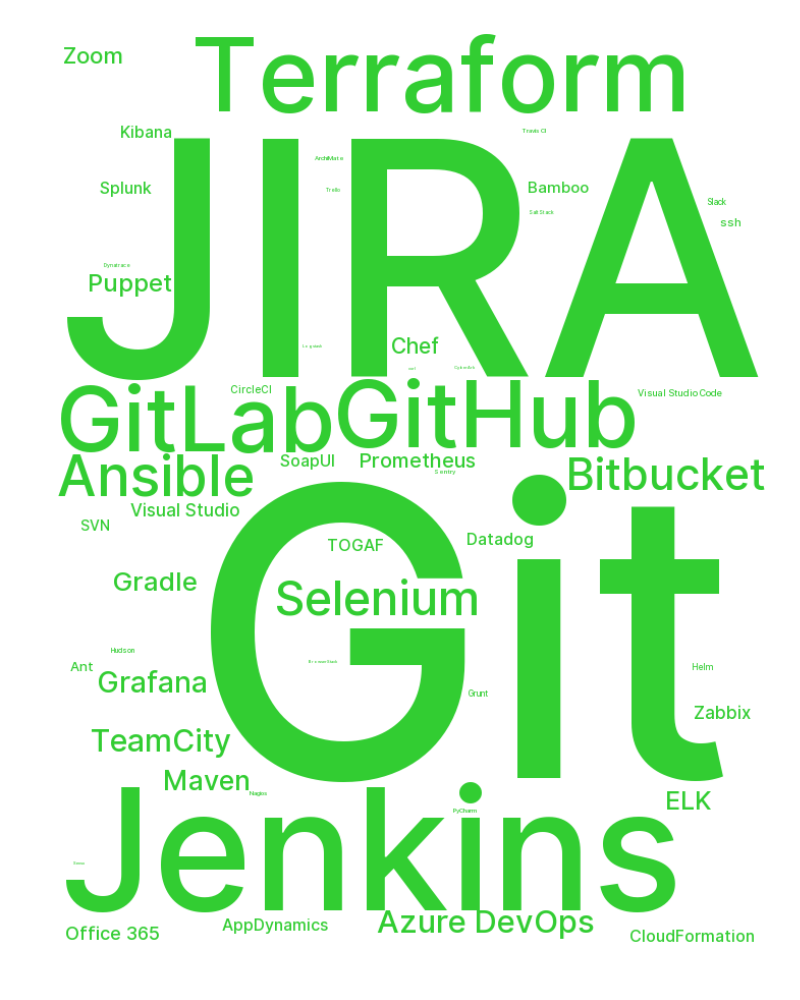 Terraform
Zoom
Kibana
Travis CI
JIRA
ArchiMate
Trello
Splunk
Bamboo
Salt Stack
Slack
ssh
Dynatrace
Puppet
Chef
GitLab
GitHub
CircleCI
Visual Studio Code
Ansible
SoapUI
Prometheus
Bitbucket
Sentry
Visual Studio
SVN
Git
TOGAF
Datadog
Gradle
Selenium
Hudson
Ant
Grafana
BrowserStack
Helm
Grunt
Zabbix
TeamCity
Maven
Nagios
ELK
Jenkins
PyCharm
Azure DevOps
AppDynamics
Office 365
CloudFormation